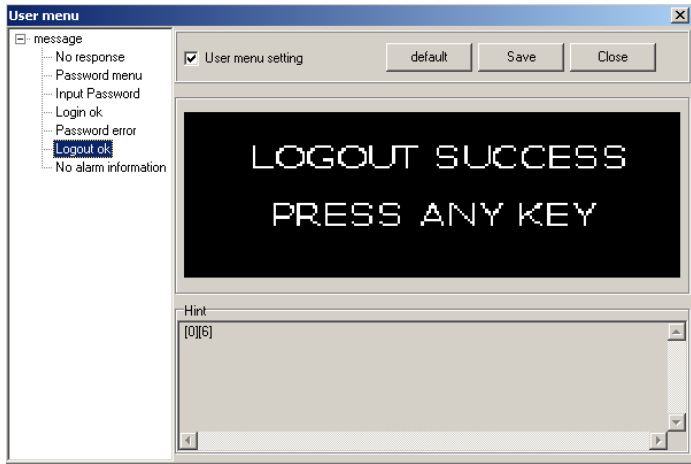 User menu
message
No response
Password menu
Input Password
Login ok
Password error
Logout ok
No alarm information
User menu setting
default
Save
Close
LOGOUT SUCCESS
PRESS ANY KEY
Hint
[0][6]